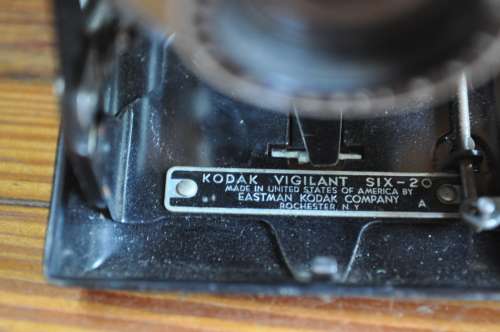 KODAK VIGILANT SIX-20
MADE IN UNITED STATES OF AMERICA BY
EASTMAN KODAK COMPANY
ROCHESTER N.Y. A